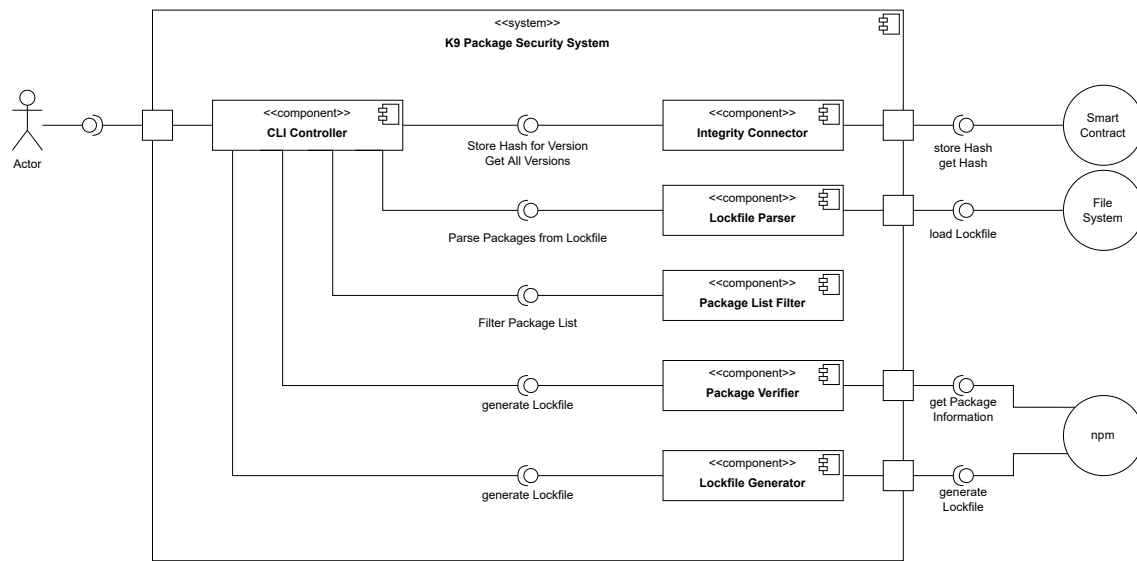 <<system>>
K9 Package Security System
Actor
<<component>>
CLI Controller
Store Hash for Version
Get All Versions
<<component>>
Integrity Connector
store Hash
get Hash
Smart
Contract
Parse Packages from Lockfile
<<component>>
Lockfile Parser
load Lockfile
File
System
Filter Package List
<<component>>
Package List Filter
generate Lockfile
<<component>>
Package Verifier
get Package
Information
npm
generate Lockfile
<<component>>
Lockfile Generator
generate
Lockfile